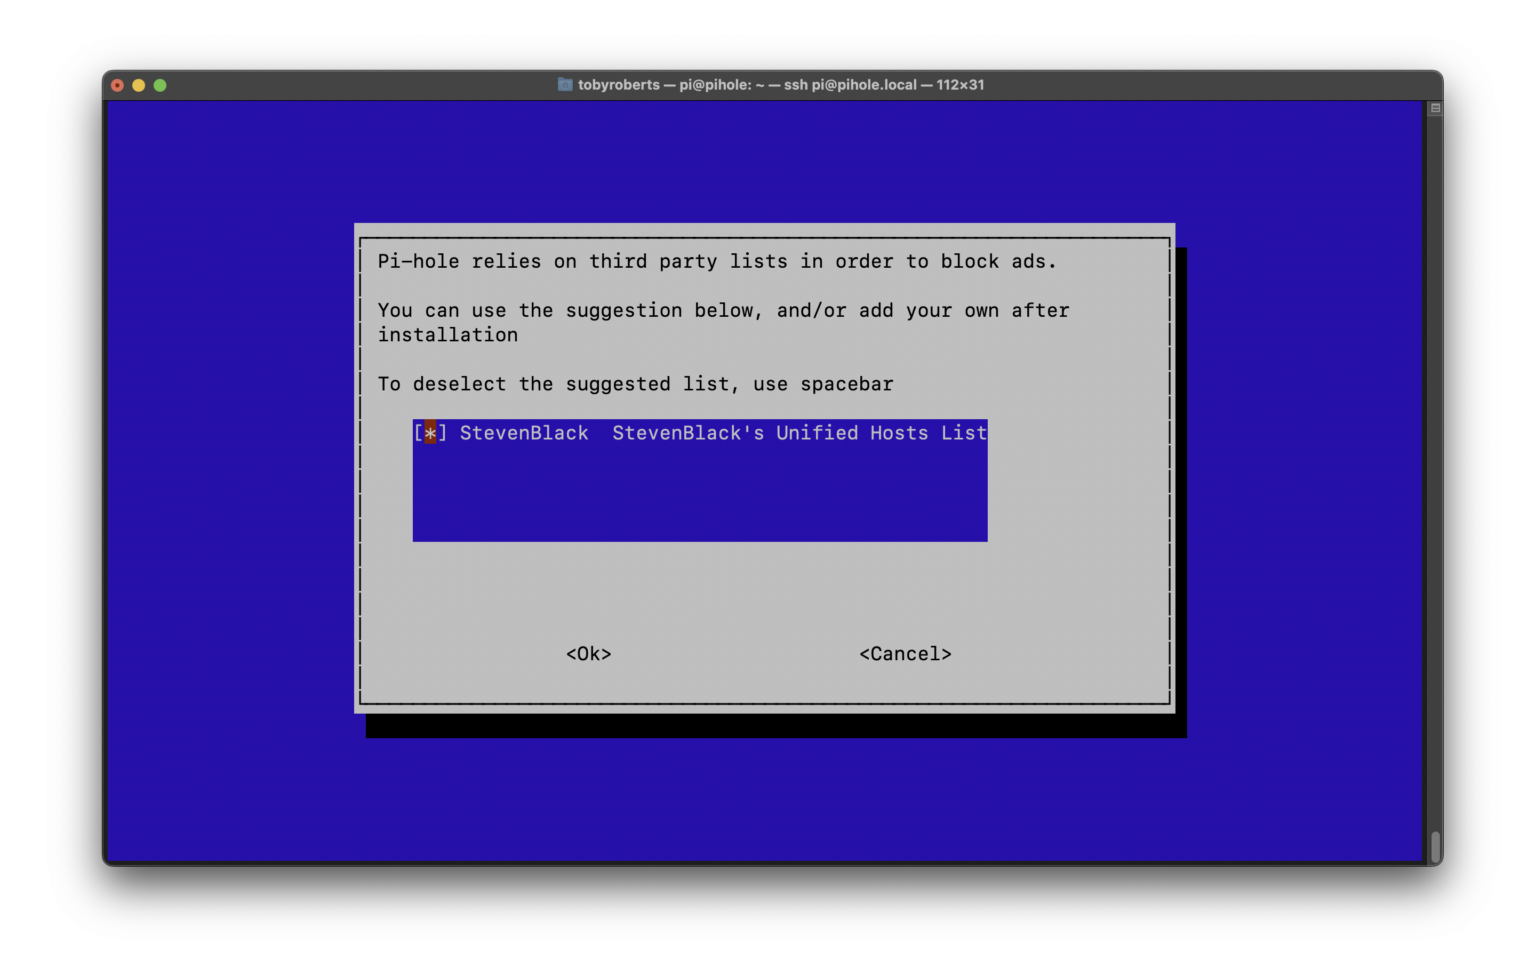 tobyroberts — pi@pihole: ~ — ssh pi@pihole.local — 112×31
Pi-hole relies on third party lists in order to block ads.
You can use the suggestion below, and/or add your own after
installation
To deselect the suggested list, use spacebar
[*] StevenBlack  StevenBlack's Unified Hosts List
<Ok> <Cancel>